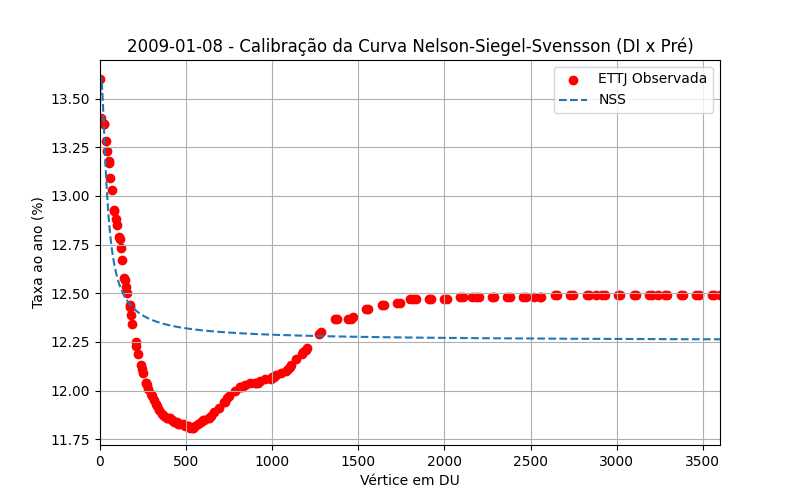 2009-01-08 - Calibração da Curva Nelson-Siegel-Svensson (DI x Pré)
ETTJ Observada
NSS
Taxa ao ano (%)
13.50
13.25
13.00
12.75
12.50
12.25
12.00
11.75
0 500 1000 1500 2000 2500 3000 3500
Vértice em DU